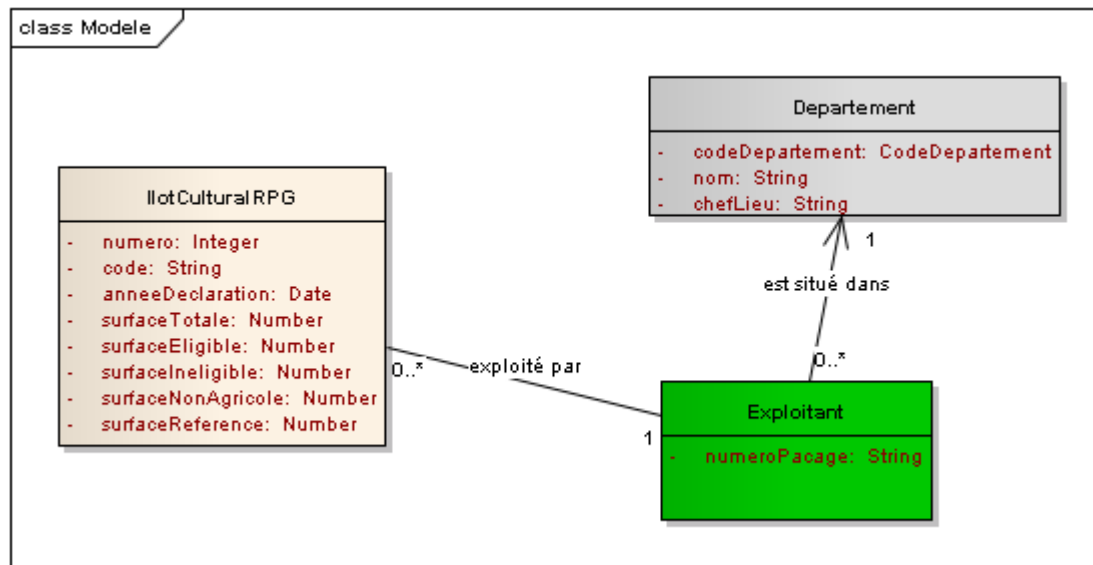 class Modele
Departement
- codeDepartement: CodeDepartement
- nom: String
- chefLieu: String
1
est situé dans
0..*
IlotCulturalRPG
- numero: Integer
- code: String
- anneeDeclaration: Date
- surfaceTotale: Number
- surfaceEligible: Number
- surfaceIneligible: Number
- surfaceNonAgricole: Number
- surfaceReference: Number
0..*
exploité par
1
Exploitant
- numeroPacage: String